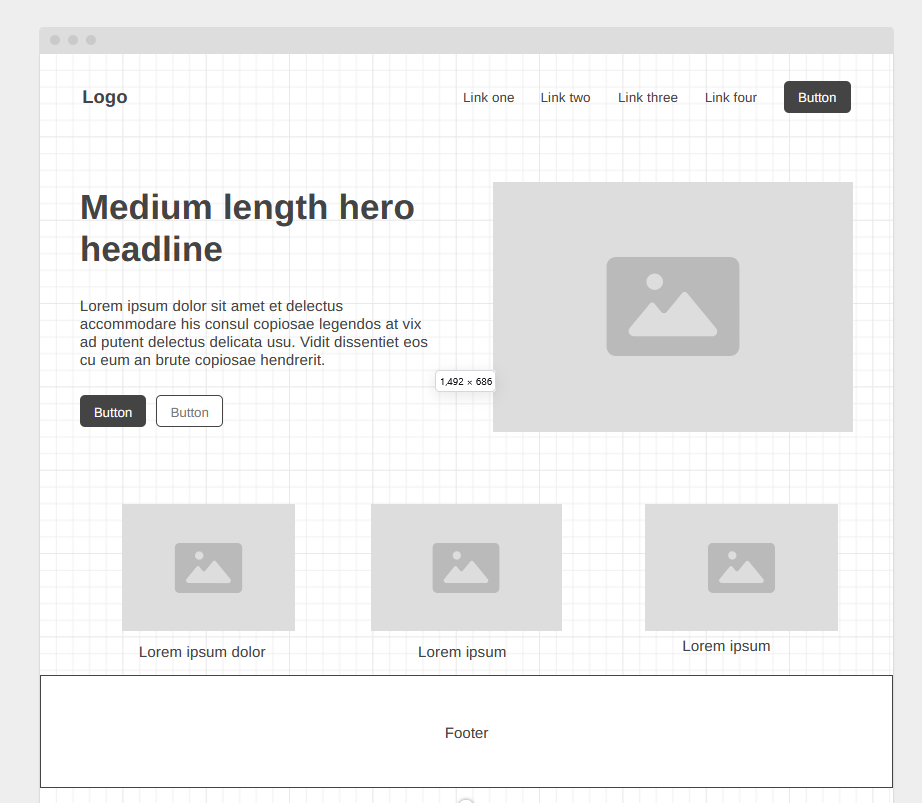 Logo
Link one
Link two
Link three
Link four
Button
Medium length hero
headline
Lorem ipsum dolor sit amet et delectus
accommodare his consul copiosae legendos at vix
ad putent delectus delicata usu. Vidit dissentiet eos
cu eum an brute copiosae hendrerit.
1,492 × 686
Button
Button
Lorem ipsum dolor
Lorem ipsum
Lorem ipsum
Footer